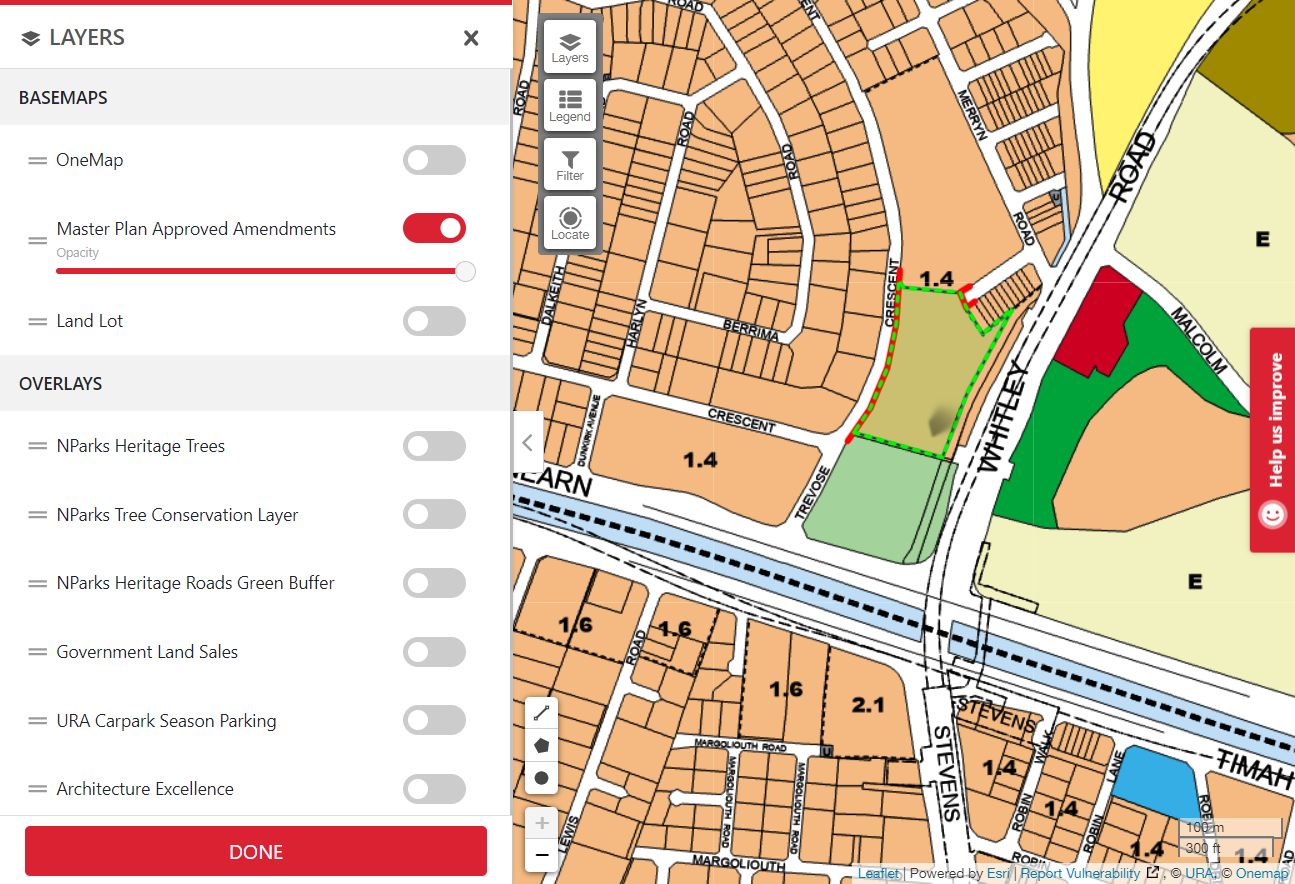 LAYERS
BASEMAPS
OneMap
Master Plan Approved Amendments
Opacity
Land Lot
OVERLAYS
NParks Heritage Trees
NParks Tree Conservation Layer
NParks Heritage Roads Green Buffer
Government Land Sales
URA Carpark Season Parking
Architecture Excellence
DONE
Layers
Legend
Filter
Locate
ROAD
ROAD
ROAD
ROAD
MERRYN
ROAD
ROAD
U
E
CRESCENT
1.4
DALKEITH
HARLYN
BERRIMA
MALCOLM
WHITLEY
Help us improve
DUNKIRK AVENUE
CRESCENT
1.4
TREVOSE
E
1.6
1.6
ROAD
1.6
2.1
STEVENS
STEVENS
WALK
MARGOLIOUTH ROAD
U
MARGOLIOUTH ROAD
MARGOLIOUTH ROAD
LANE
TIMAH
1.4
1.4
ROBIN
ROBIN
ROBIN
1.4
1.4
LEWIS
MARGOLIOUTH
100 m
300 ft
Leaflet | Powered by Esri | Report Vulnerability , © URA, © Onemap